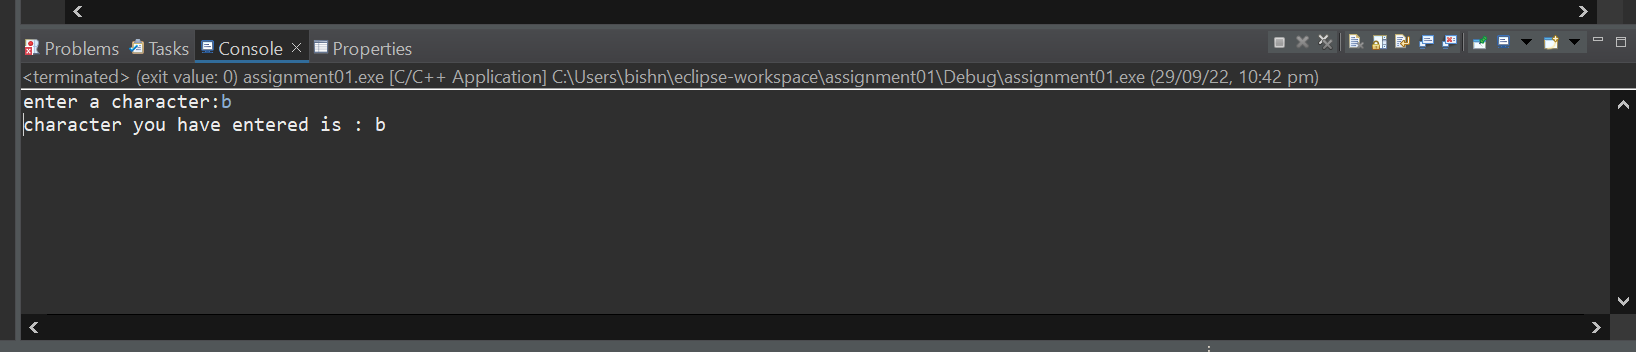 Problems Tasks Console Properties
<terminated> (exit value: 0) assignment01.exe [C/C++ Application] C:\Users\bishn\eclipse-workspace\assignment01\Debug\assignment01.exe (29/09/22, 10:42 pm)
enter a character:b
character you have entered is : b